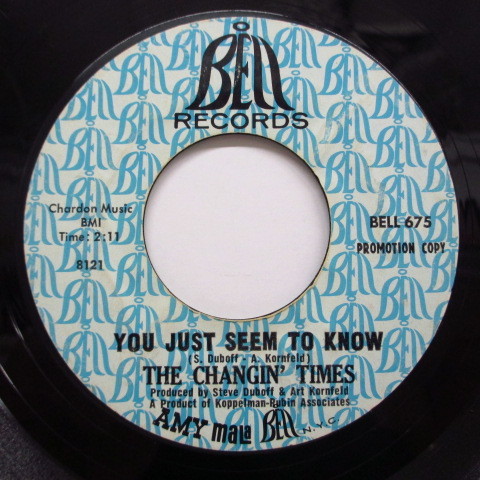 Bell
RECORDS
Chardon Music
BMI
Time: 2:11
8121
BELL 675
PROMOTION COPY
YOU JUST SEEM TO KNOW
(S. Duboff - A. Kornfeld)
THE CHANGIN' TIMES
Produced by Steve Duboff & Art Kornfeld
A Product of Koppelman-Rubin Associates
AMY mala Bell N.Y.C.